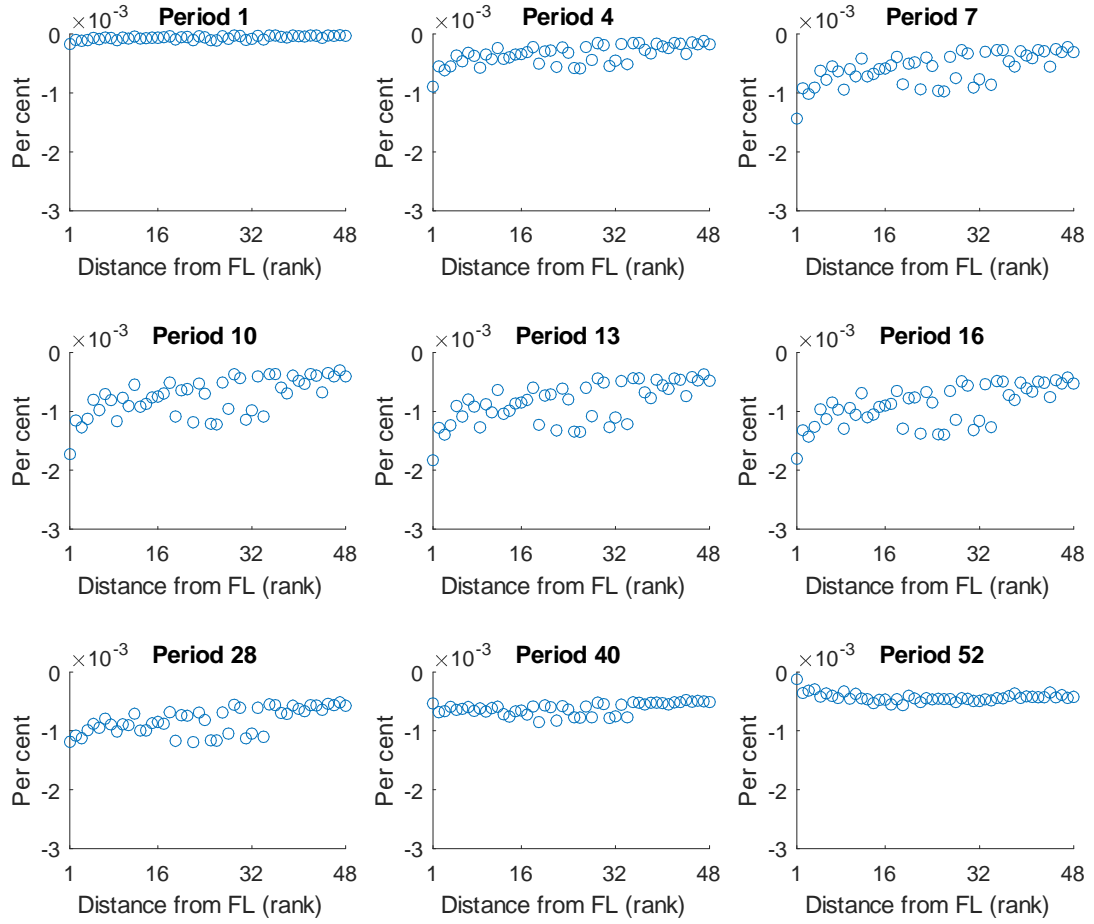 ×10-3 Period 1
0
-1
-2
-3
Per cent
1 16 32 48
Distance from FL (rank)
×10-3 Period 4
0
-1
-2
-3
Per cent
1 16 32 48
Distance from FL (rank)
×10-3 Period 7
0
-1
-2
-3
Per cent
1 16 32 48
Distance from FL (rank)
×10-3 Period 10
0
-1
-2
-3
Per cent
1 16 32 48
Distance from FL (rank)
×10-3 Period 13
0
-1
-2
-3
Per cent
1 16 32 48
Distance from FL (rank)
×10-3 Period 16
0
-1
-2
-3
Per cent
1 16 32 48
Distance from FL (rank)
×10-3 Period 28
0
-1
-2
-3
Per cent
1 16 32 48
Distance from FL (rank)
×10-3 Period 40
0
-1
-2
-3
Per cent
1 16 32 48
Distance from FL (rank)
×10-3 Period 52
0
-1
-2
-3
Per cent
1 16 32 48
Distance from FL (rank)